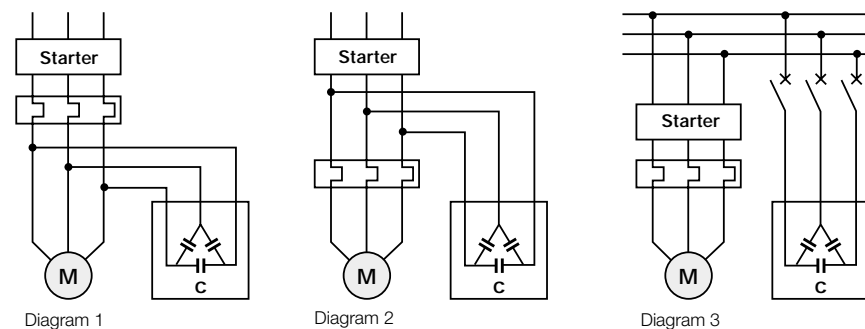 Starter
M
C
Diagram 1
Starter
M
C
Diagram 2
Starter
M
C
Diagram 3